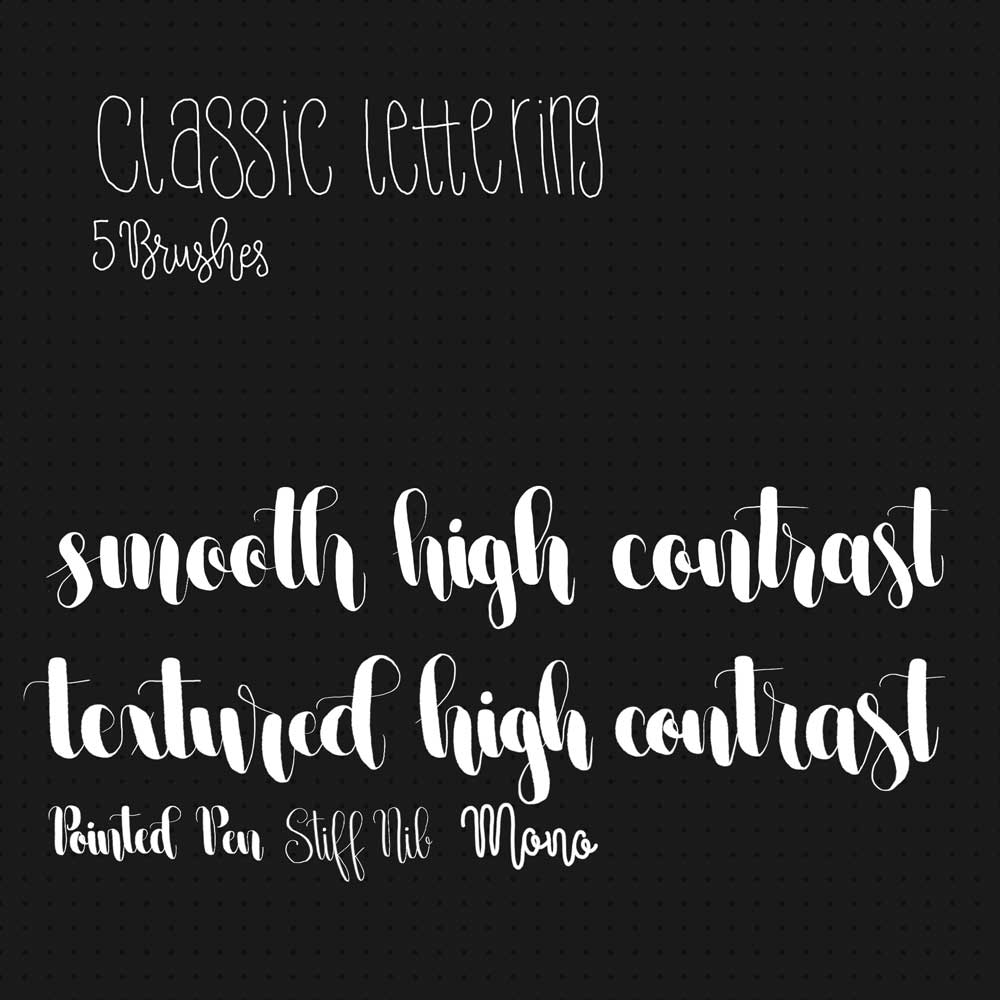 classic lettering
5 Brushes
smooth high contrast
textured high contrast
Pointed Pen Stiff Nib Mono